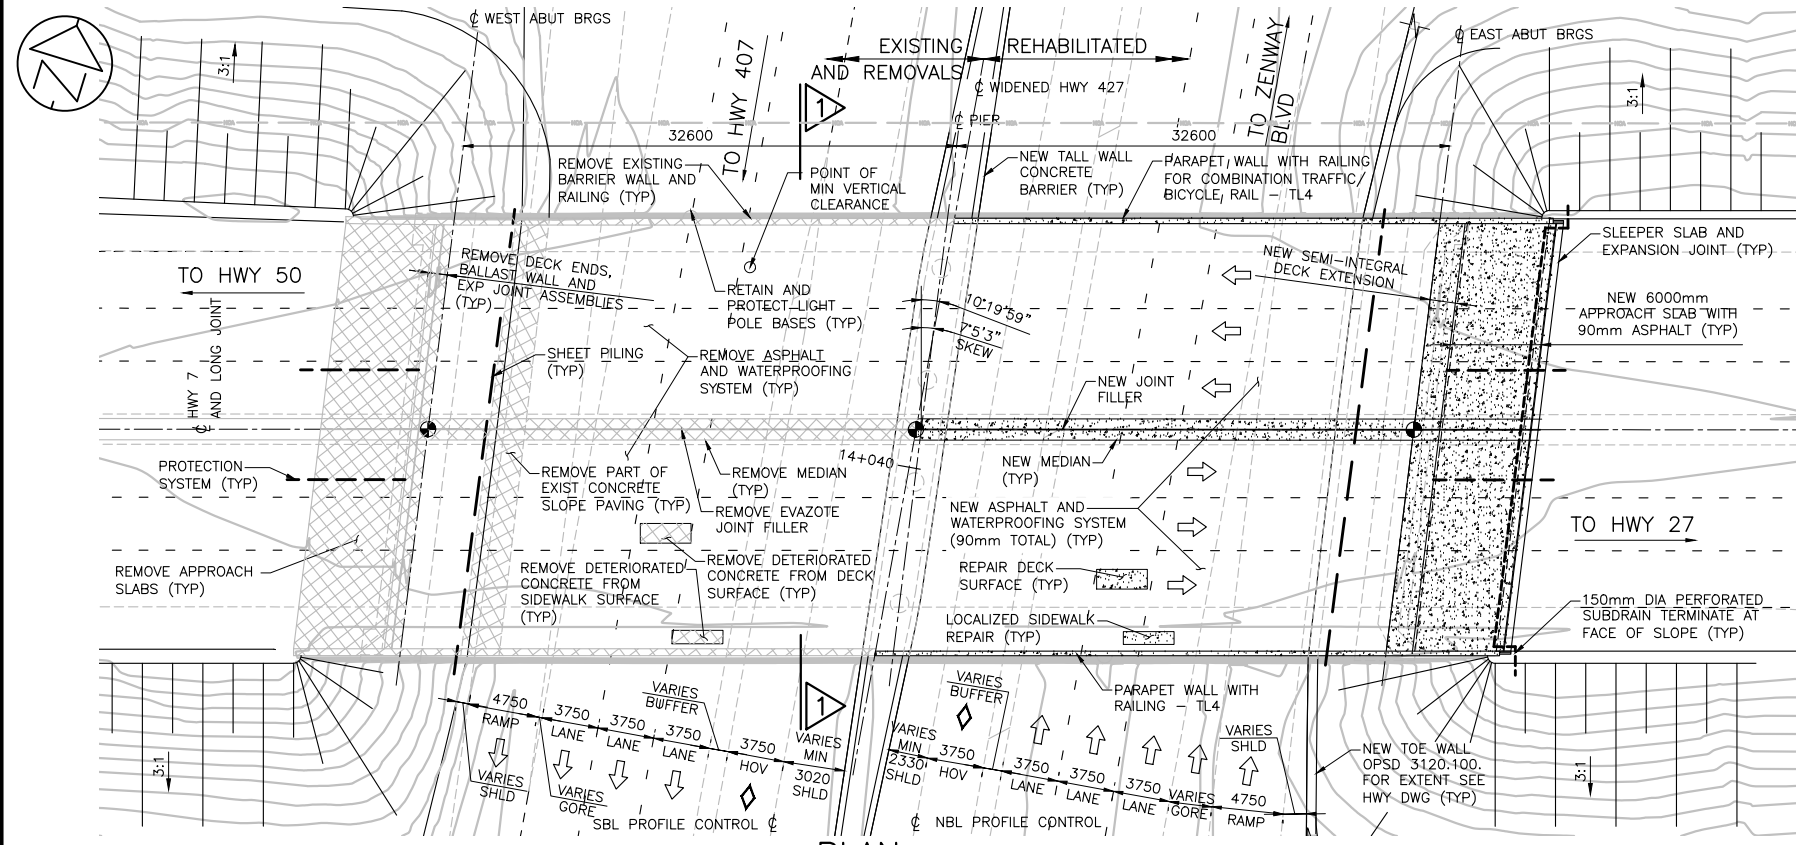 ℄ WEST ABUT BRGS
TO HWY 407
EXISTING
AND REMOVALS
REHABILITATED
℄ WIDENED HWY 427
TO ZENWAY
BLVD
℄ EAST ABUT BRGS
3:1
3:1
1
℄ PIER
32600
32600
REMOVE EXISTING
BARRIER WALL AND
RAILING (TYP)
POINT OF
MIN VERTICAL
CLEARANCE
NEW TALL WALL
CONCRETE
BARRIER (TYP)
PARAPET WALL WITH RAILING
FOR COMBINATION TRAFFIC/
BICYCLE RAIL – TL4
SLEEPER SLAB AND
EXPANSION JOINT (TYP)
TO HWY 50
REMOVE DECK ENDS,
BALLAST WALL AND
EXP JOINT ASSEMBLIES
(TYP)
RETAIN AND
PROTECT LIGHT
POLE BASES (TYP)
10°19'59"
7°5'3"
SKEW
NEW SEMI-INTEGRAL
DECK EXTENSION
NEW 6000mm
APPROACH SLAB WITH
90mm ASPHALT (TYP)
℄ HWY 7
AND LONG JOINT
SHEET PILING
(TYP)
REMOVE ASPHALT
AND WATERPROOFING
SYSTEM (TYP)
NEW JOINT
FILLER
PROTECTION
SYSTEM (TYP)
REMOVE PART OF
EXIST CONCRETE
SLOPE PAVING (TYP)
REMOVE MEDIAN
(TYP)
14+040
NEW MEDIAN
(TYP)
REMOVE EVAZOTE
JOINT FILLER
NEW ASPHALT AND
WATERPROOFING SYSTEM
(90mm TOTAL) (TYP)
TO HWY 27
REMOVE APPROACH
SLABS (TYP)
REMOVE DETERIORATED
CONCRETE FROM
SIDEWALK SURFACE
(TYP)
REMOVE DETERIORATED
CONCRETE FROM DECK
SURFACE (TYP)
REPAIR DECK
SURFACE (TYP)
LOCALIZED SIDEWALK
REPAIR (TYP)
150mm DIA PERFORATED
SUBDRAIN TERMINATE AT
FACE OF SLOPE (TYP)
VARIES
BUFFER
1
VARIES
BUFFER
PARAPET WALL WITH
RAILING – TL4
4750
RAMP
3750
LANE
3750
LANE
3750
LANE
3750
HOV
VARIES
MIN
3020
SHLD
VARIES
MIN
2330
SHLD
3750
HOV
3750
LANE
3750
LANE
3750
LANE
VARIES
GORE
4750
RAMP
VARIES
SHLD
VARIES
SHLD
VARIES
GORE
NEW TOE WALL
OPSD 3120.100.
FOR EXTENT SEE
HWY DWG (TYP)
3:1
3:1
SBL PROFILE CONTROL ℄
℄ NBL PROFILE CONTROL
PLAN